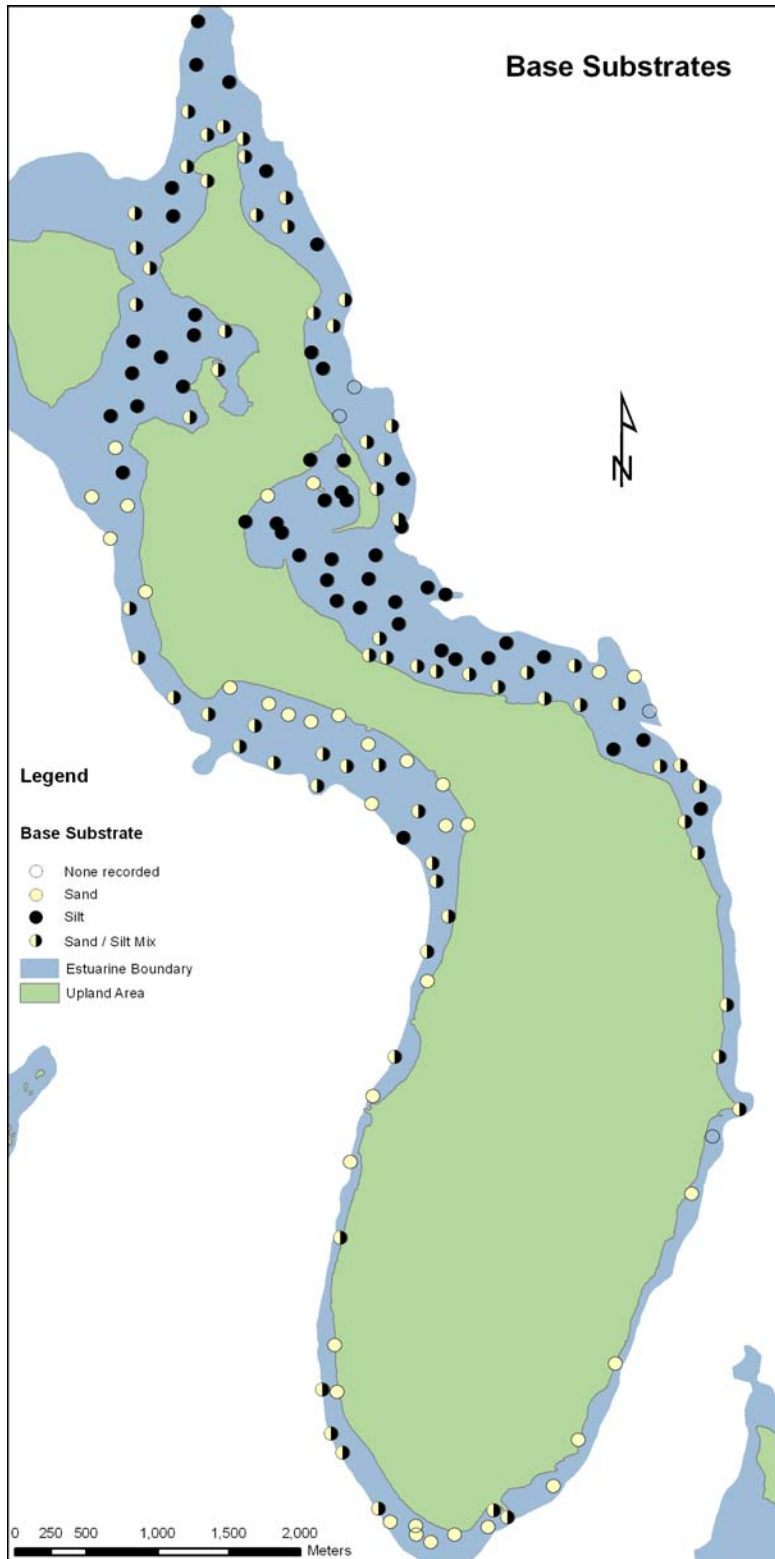 Base Substrates
N
Legend
Base Substrate
None recorded
Sand
Silt
Sand / Silt Mix
Estuarine Boundary
Upland Area
0 250 500 1,000 1,500 2,000
Meters